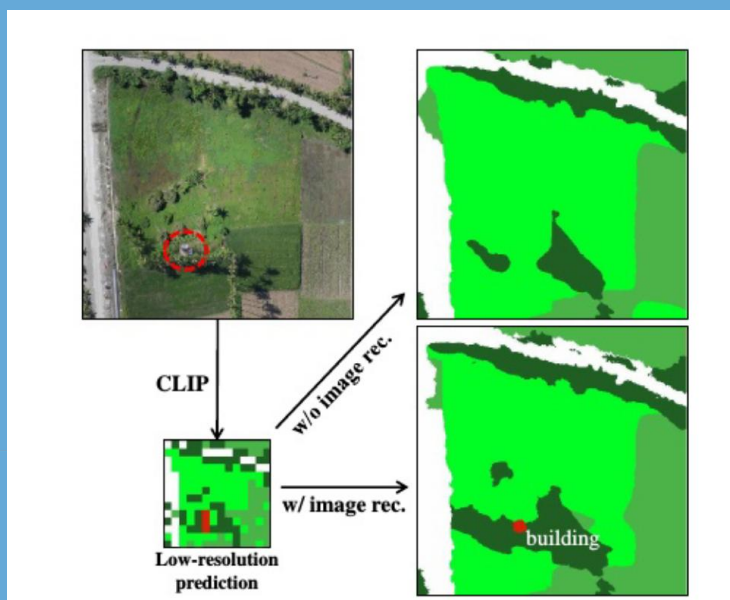 CLIP
w/o image rec.
w/ image rec.
building
Low-resolution
prediction